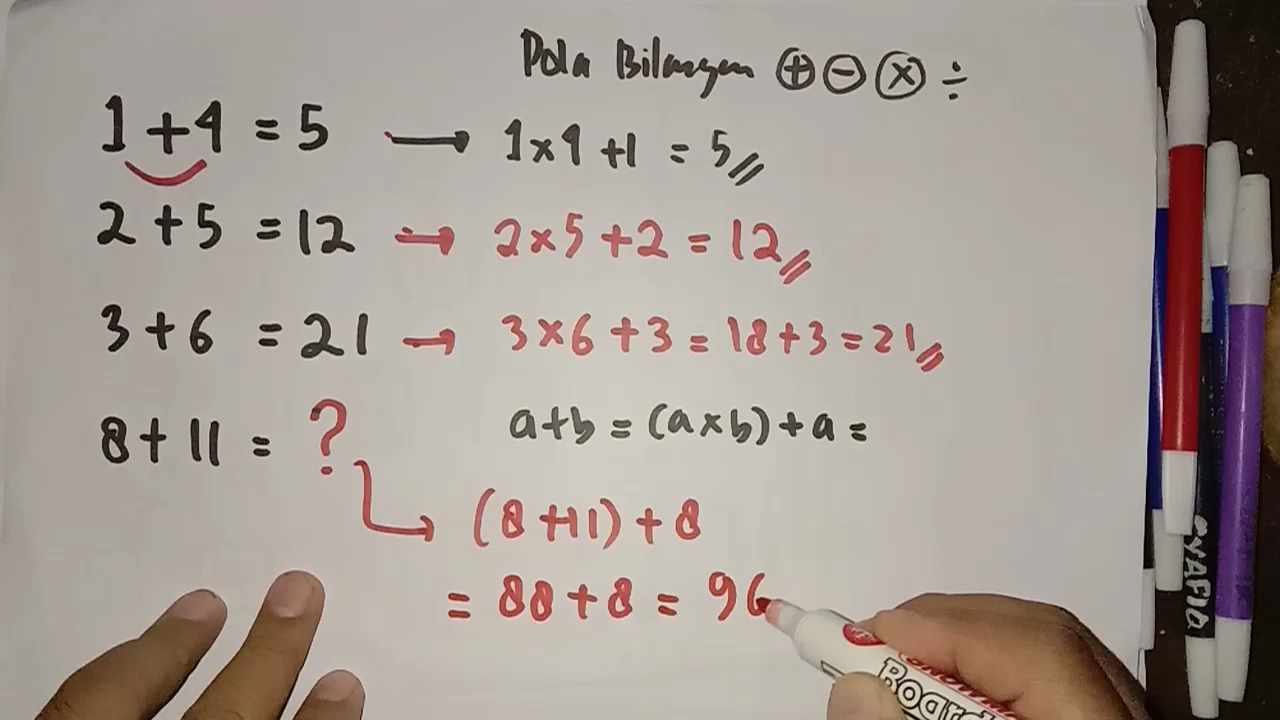 Pola Bilangan + - × ÷
1 + 4 = 5 → 1 x 4 + 1 = 5 //
2 + 5 = 12 → 2 x 5 + 2 = 12 //
3 + 6 = 21 → 3 x 6 + 3 = 18 + 3 = 21 //
8 + 11 = ? a + b = (a x b) + a =
(8 + 11) + 8
= 88 + 8 = 96